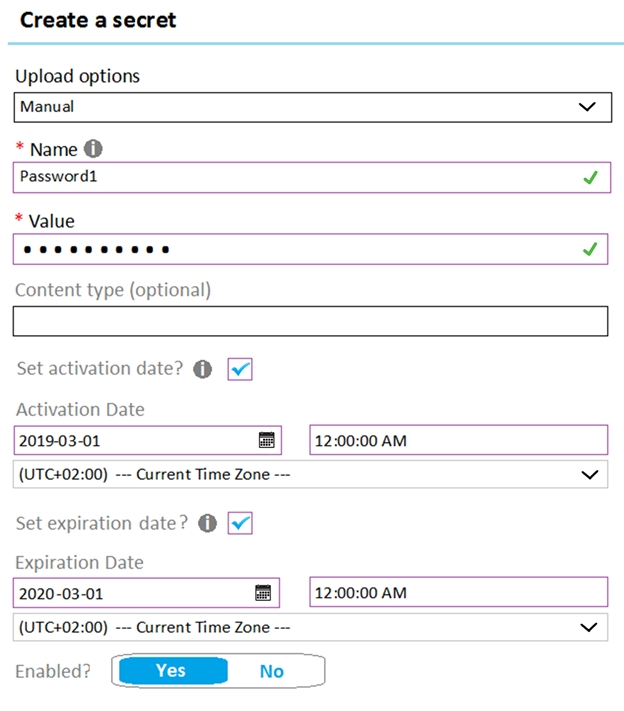 Create a secret
Upload options
Manual
* Name
Password1
* Value
Content type (optional)
Set activation date?
Activation Date
2019-03-01 12:00:00 AM
(UTC+02:00) --- Current Time Zone ---
Set expiration date?
Expiration Date
2020-03-01 12:00:00 AM
(UTC+02:00) --- Current Time Zone ---
Enabled? Yes No